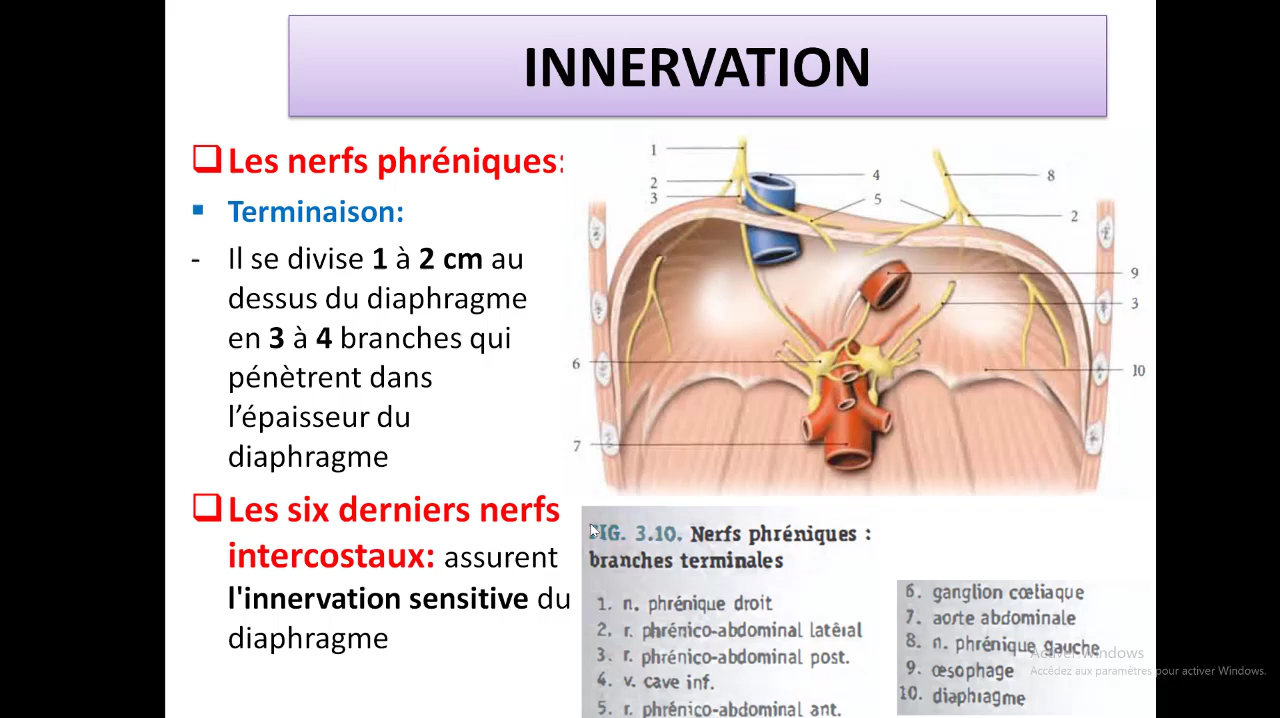 INNERVATION
Les nerfs phréniques:
Terminaison:
- Il se divise 1 à 2 cm au
dessus du diaphragme
en 3 à 4 branches qui
pénètrent dans
l’épaisseur du
diaphragme
Les six derniers nerfs
intercostaux: assurent
l'innervation sensitive du
diaphragme
1
2
3
4
5
8
2
9
3
6
10
7
FIG. 3.10. Nerfs phréniques :
branches terminales
1. n. phrénique droit
2. r. phrénico-abdominal latéral
3. r. phrénico-abdominal post.
4. v. cave inf.
5. r. phrénico-abdominal ant.
6. ganglion cœliaque
7. aorte abdominale
8. n. phrénique gauche
9. œsophage
10. diaphragme
Activer Windows
Accédez aux paramètres pour activer Windows.